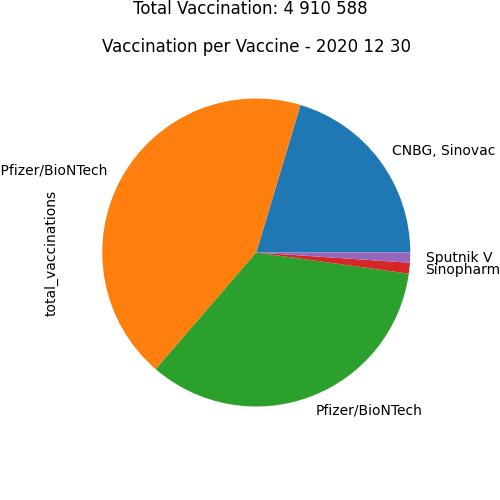 Total Vaccination: 4 910 588
Vaccination per Vaccine - 2020 12 30
CNBG, Sinovac
Pfizer/BioNTech
total_vaccinations
Sputnik V
Sinopharm
Pfizer/BioNTech